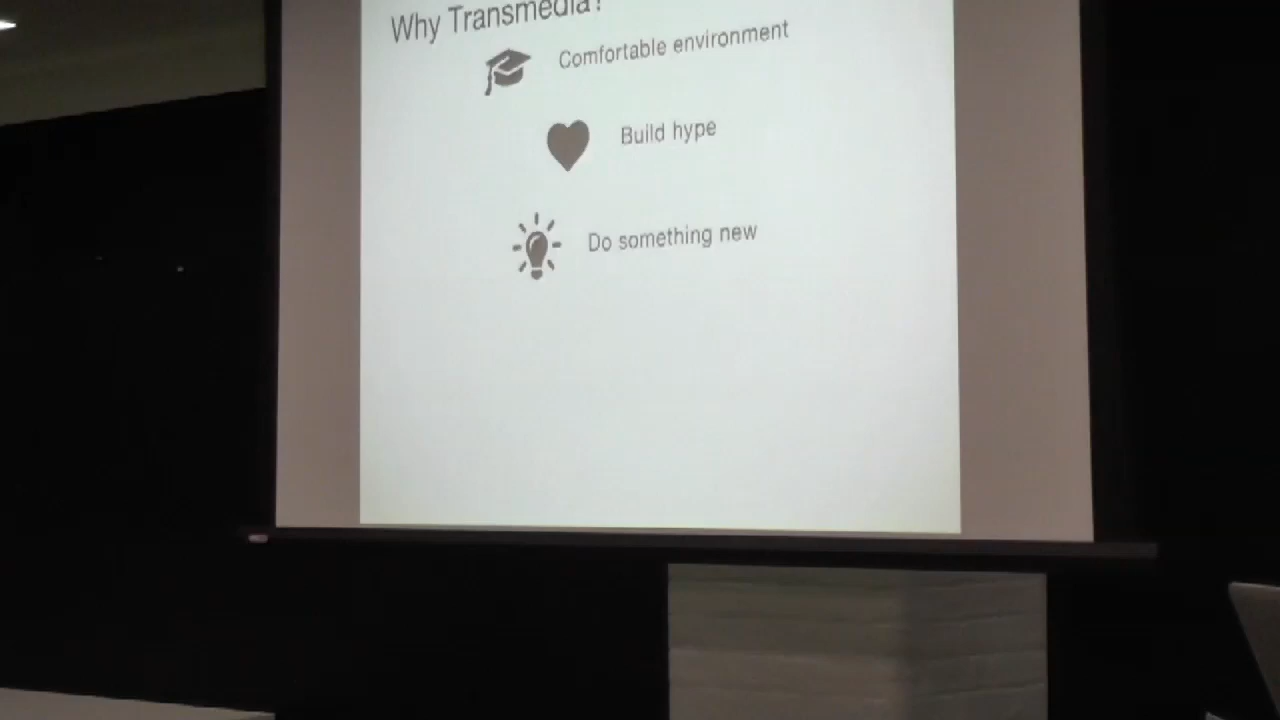 Why Transmedia?
Comfortable environment
Build hype
Do something new